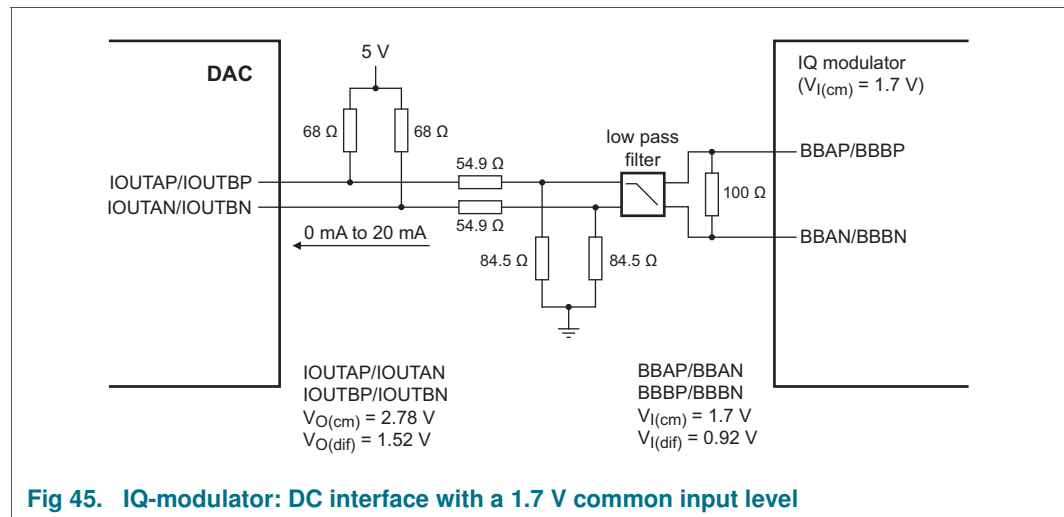 5 V
DAC
IQ modulator
(VI(cm) = 1.7 V)
68 Ω
68 Ω
low pass
filter
54.9 Ω
BBAP/BBBP
IOUTAP/IOUTBP
100 Ω
IOUTAN/IOUTBN
54.9 Ω
BBAN/BBBN
0 mA to 20 mA
84.5 Ω
84.5 Ω
IOUTAP/IOUTAN
IOUTBP/IOUTBN
VO(cm) = 2.78 V
VO(dif) = 1.52 V
BBAP/BBAN
BBBP/BBBN
VI(cm) = 1.7 V
VI(dif) = 0.92 V
Fig 45. IQ-modulator: DC interface with a 1.7 V common input level